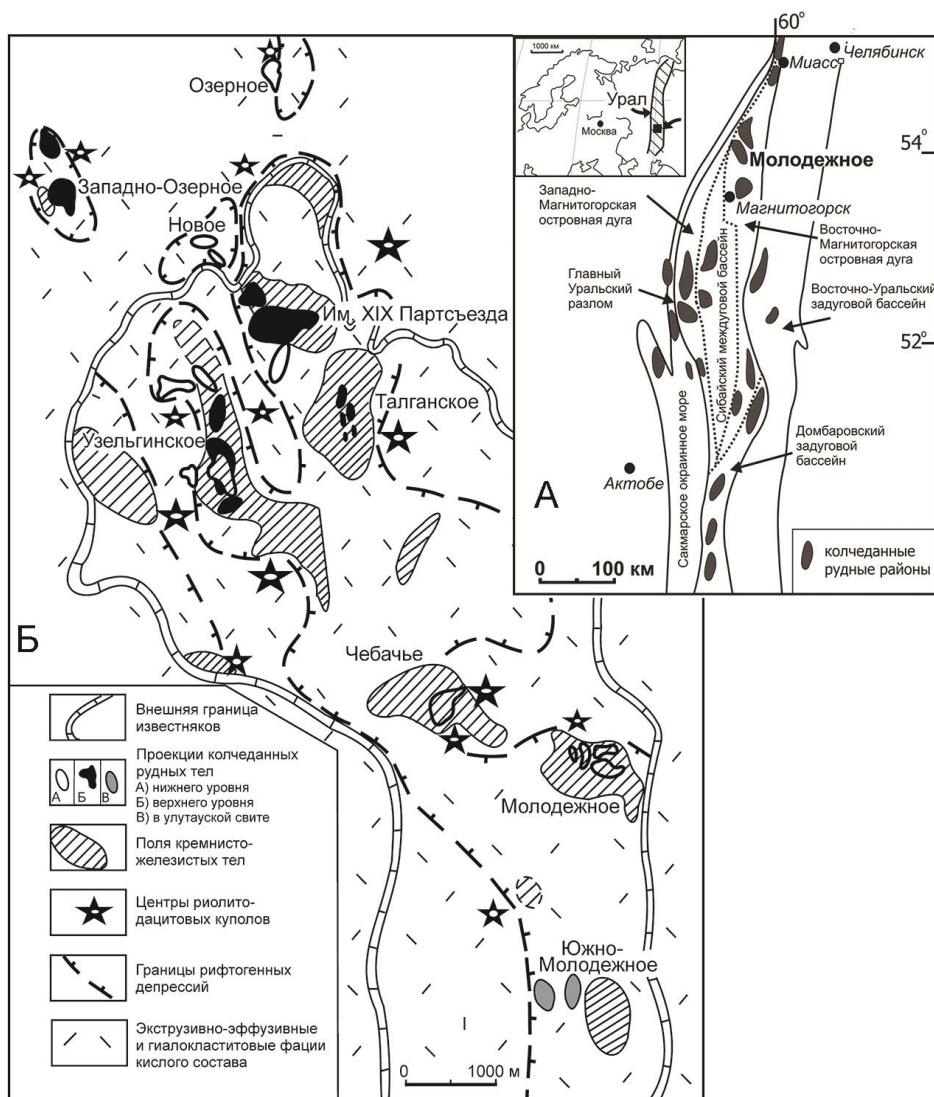 Озерное
Западно-Озерное
Новое
Им. XIX Партсъезда
Талганское
Узельгинское
Б
Чебачье
Молодежное
Южно-
Молодежное
0
1000 м
Внешняя граница
известняков
Проекции колчеданных
рудных тел
А) нижнего уровня
Б) верхнего уровня
В) в улутауской свите
А
Б
В
Поля кремнисто-
железистых тел
Центры риолито-
дацитовых куполов
Границы рифтогенных
депрессий
Экструзивно-эффузивные
и гиалокластитовые фации
кислого состава
60°
1000 км
Урал
Москва
Челябинск
Миасс
54°
Молодежное
Западно-
Магнитогорская
островная дуга
Магнитогорск
Восточно-
Магнитогорская
островная дуга
Главный
Уральский
разлом
Сибайский междуговой бассейн
Восточно-Уральский
задуговой бассейн
52°
Домбаровский
задуговой
бассейн
Актобе
Сакмарское окраинное море
А
0
100 км
колчеданные
рудные районы